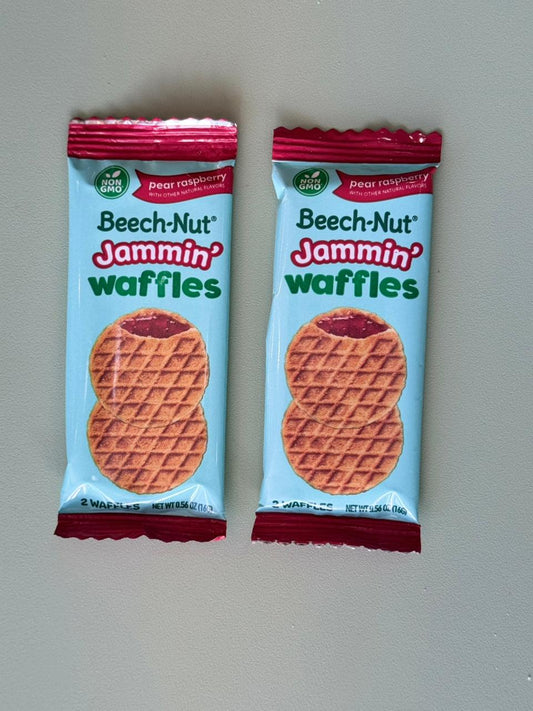 NON
GMO
pear raspberry
WITH OTHER NATURAL FLAVORS
Beech-Nut®
Jammin'
waffles
2 WAFFLES NET WT 0.56 OZ (16G)
NON
GMO
pear raspberry
WITH OTHER NATURAL FLAVORS
Beech-Nut®
Jammin'
waffles
2 WAFFLES NET WT 0.56 OZ (16G)